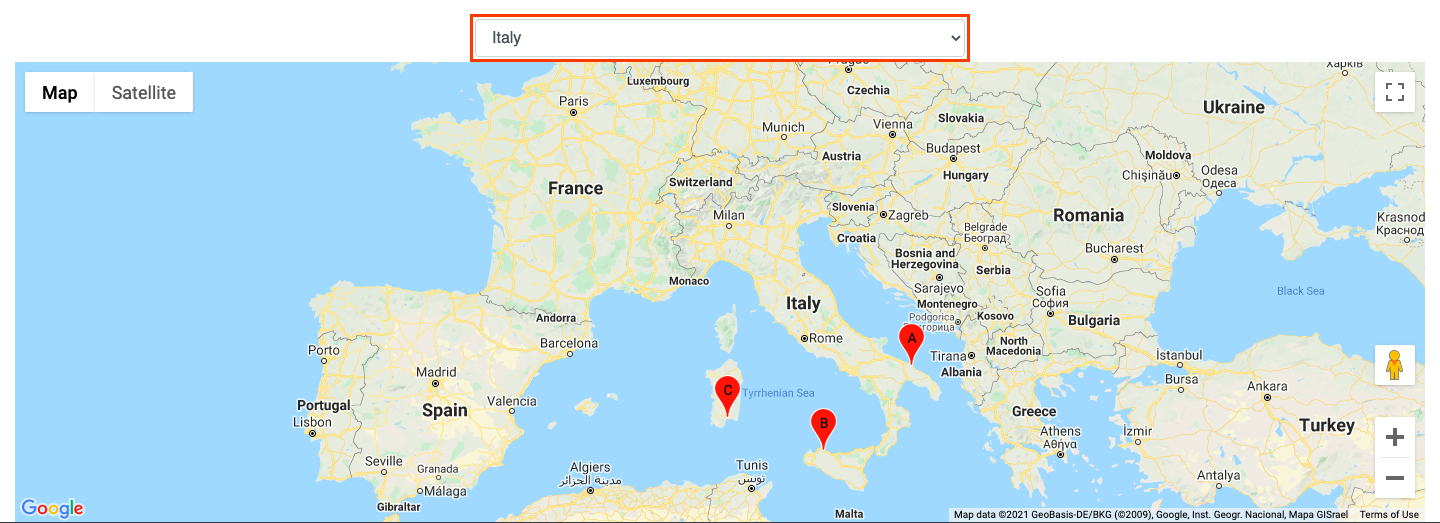 Italy
Map Satellite
Luxembourg
Prague
Харків
Paris
Czechia
Ukraine
Slovakia
Munich
Vienna
Budapest
Moldova
Austria
Hungary
Chișinău
Odesa
Одеса
Switzerland
France
Milan
Slovenia
Zagreb
Romania
Krasnod
Краснод
Croatia
Belgrade
Београд
Bucharest
Bosnia and
Herzegovina
Serbia
Monaco
Sarajevo
Sofia
София
Black Sea
Italy
Montenegro
Podgorica
Kosovo
Bulgaria
Andorra
Rome
A
North
Macedonia
Barcelona
Porto
Tirana
Albania
İstanbul
Madrid
Bursa
Ankara
C
Tyrrhenian Sea
Portugal
Spain
Valencia
Lisbon
B
Greece
Turkey
Athens
Αθήνα
İzmir
Seville
Granada
Algiers
مدينة الجزائر
Tunis
تونس
Antalya
Málaga
Gibraltar
Malta
Google
Map data ©2021 GeoBasis-DE/BKG (©2009), Google, Inst. Geogr. Nacional, Mapa GISrael Terms of Use